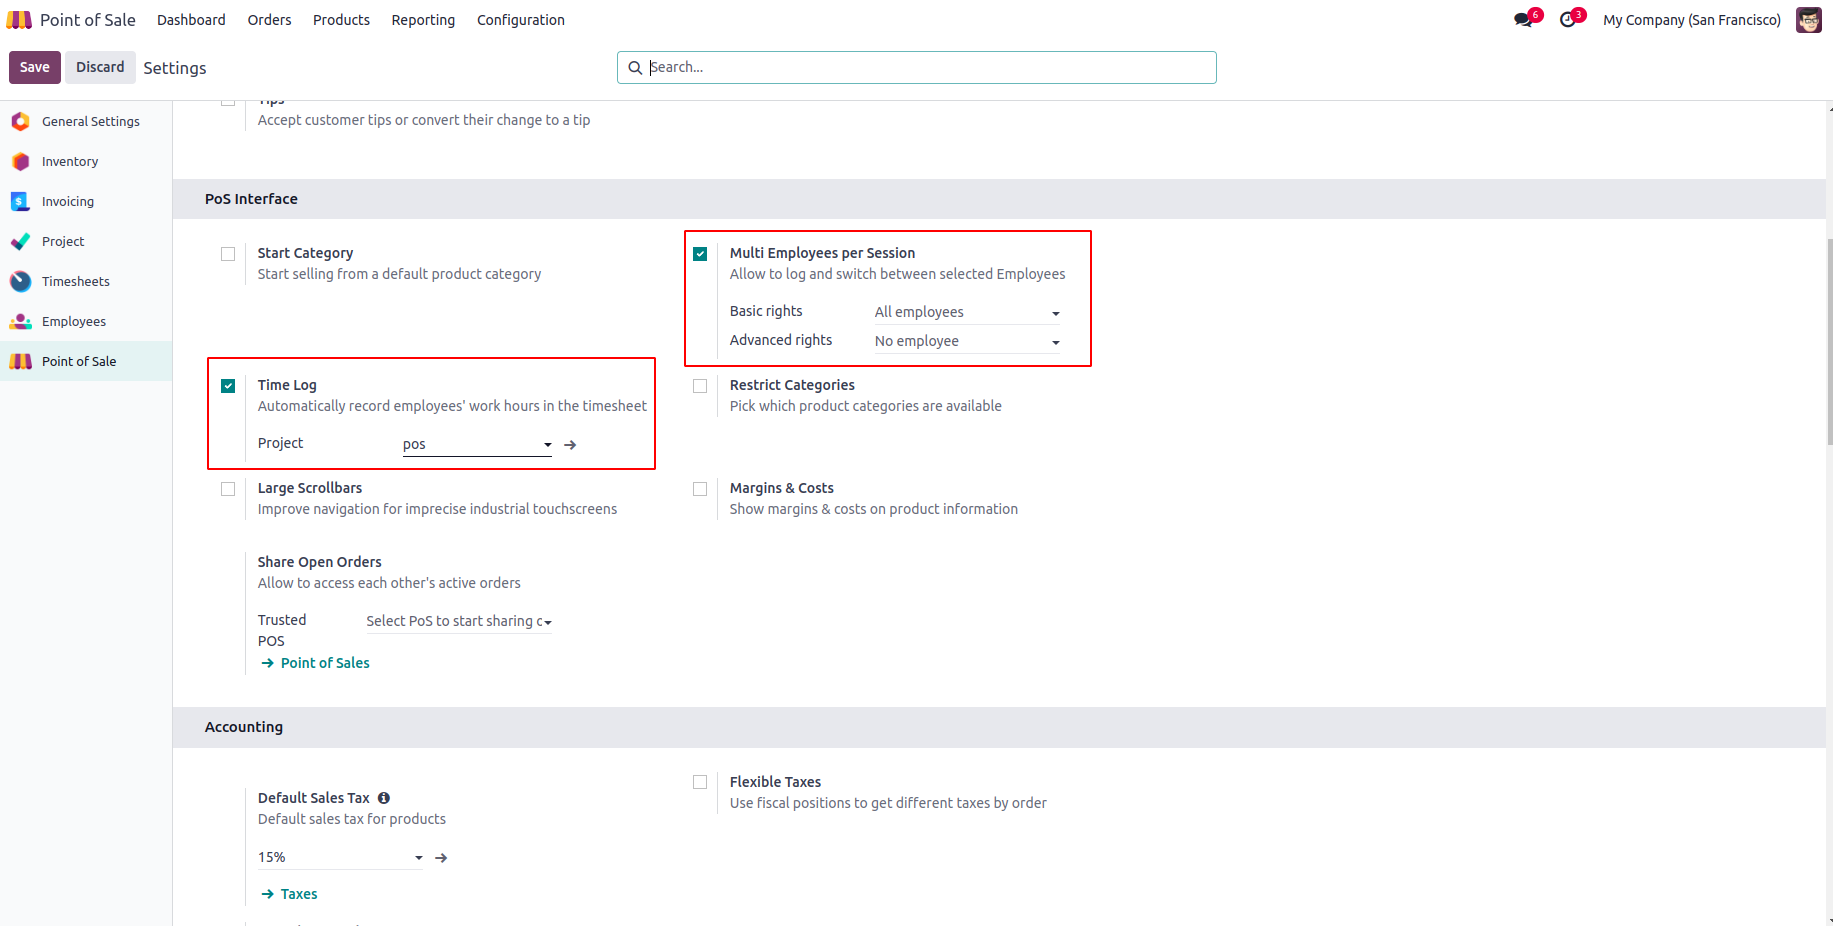 Point of Sale Dashboard Orders Products Reporting Configuration 6 3 My Company (San Francisco)
Save Discard Settings Search...
General Settings
Inventory
Invoicing
Project
Timesheets
Employees
Point of Sale
Tips
Accept customer tips or convert their change to a tip
PoS Interface
Start Category
Start selling from a default product category
Multi Employees per Session
Allow to log and switch between selected Employees
Basic rights All employees
Advanced rights No employee
Time Log
Automatically record employees' work hours in the timesheet
Project pos
Restrict Categories
Pick which product categories are available
Large Scrollbars
Improve navigation for imprecise industrial touchscreens
Margins & Costs
Show margins & costs on product information
Share Open Orders
Allow to access each other's active orders
Trusted
POS
Select PoS to start sharing c
Point of Sales
Accounting
Default Sales Tax
Default sales tax for products
15%
Taxes
Flexible Taxes
Use fiscal positions to get different taxes by order